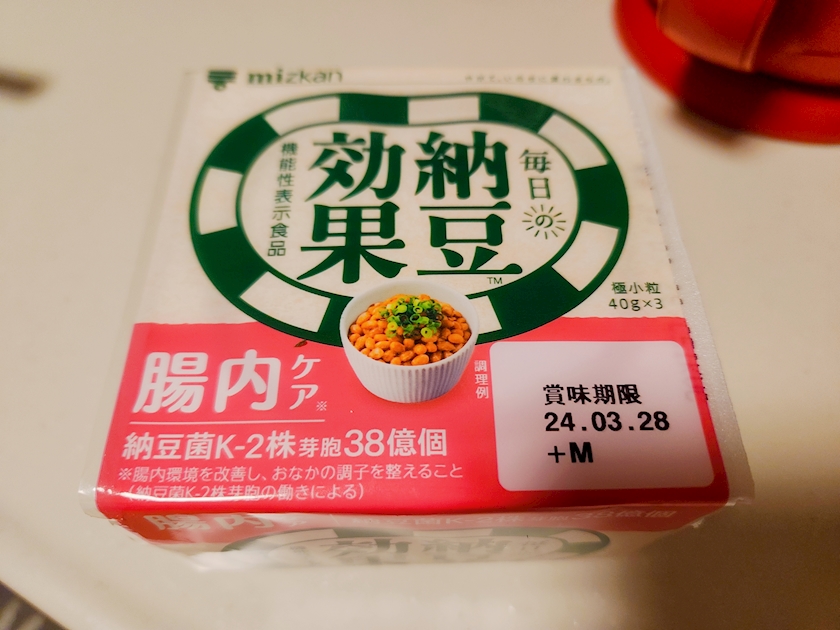 mizkan
毎日の
納豆
効果
TM
機能性表示食品
極小粒
40g×3
腸内
ケア※
調理例
納豆菌K-2株芽胞38億個
※腸内環境を改善し、おなかの調子を整えること
(納豆菌K-2株芽胞の働きによる)
賞味期限
24.03.28
+M
腸内